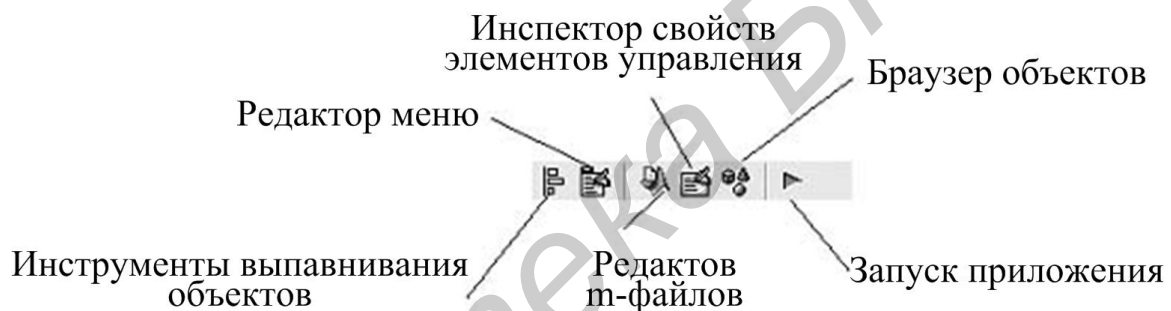 Инспектор свойств
элементов управления
Браузер объектов
Редактор меню
Инструменты выпавнивания
объектов
Редактов
m-файлов
Запуск приложения